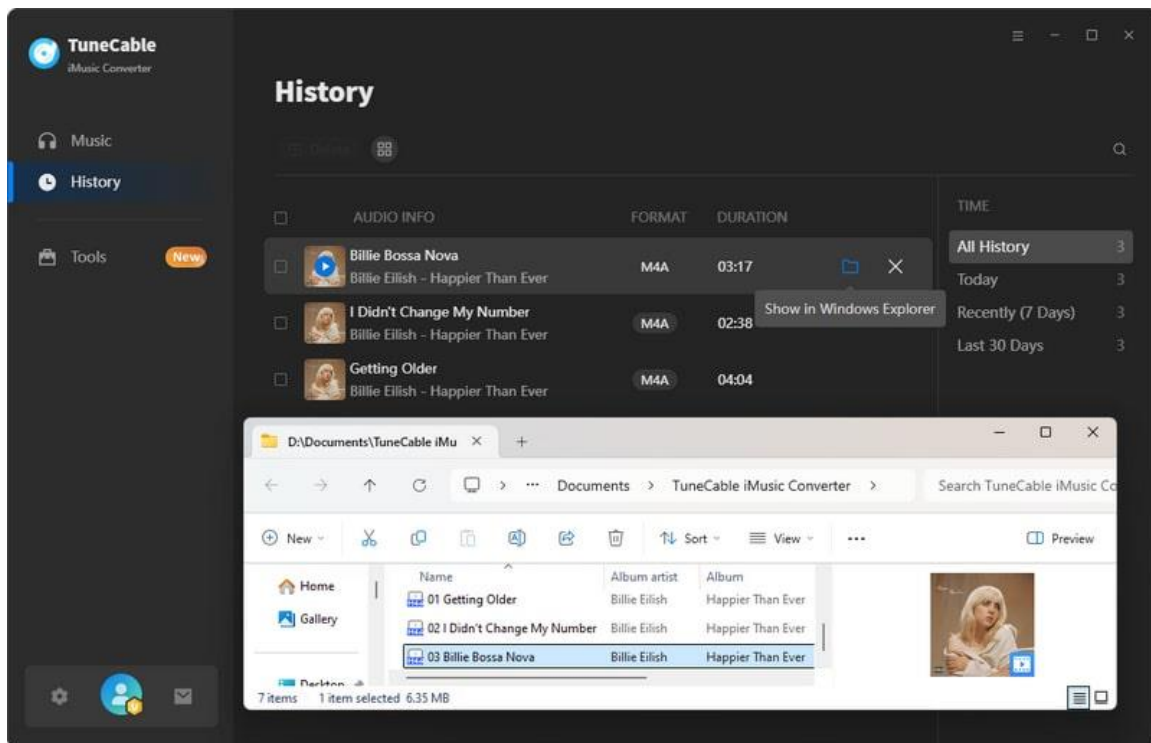 TuneCable
iMusic Converter
Music
History
Tools
New
History
AUDIO INFO FORMAT DURATION
Billie Bossa Nova
Billie Eilish - Happier Than Ever
M4A 03:17
Show in Windows Explorer
I Didn't Change My Number
Billie Eilish - Happier Than Ever
M4A 02:38
Getting Older
Billie Eilish - Happier Than Ever
M4A 04:04
TIME
All History 3
Today 3
Recently (7 Days) 3
Last 30 Days 3
D:\Documents\TuneCable iMu
Documents > TuneCable iMusic Converter >
Search TuneCable iMusic Co
New
Sort
View
Preview
Home
Gallery
Desktop
Name Album artist Album
01 Getting Older Billie Eilish Happier Than Ever
02 I Didn't Change My Number Billie Eilish Happier Than Ever
03 Billie Bossa Nova Billie Eilish Happier Than Ever
7 items 1 item selected 6.35 MB